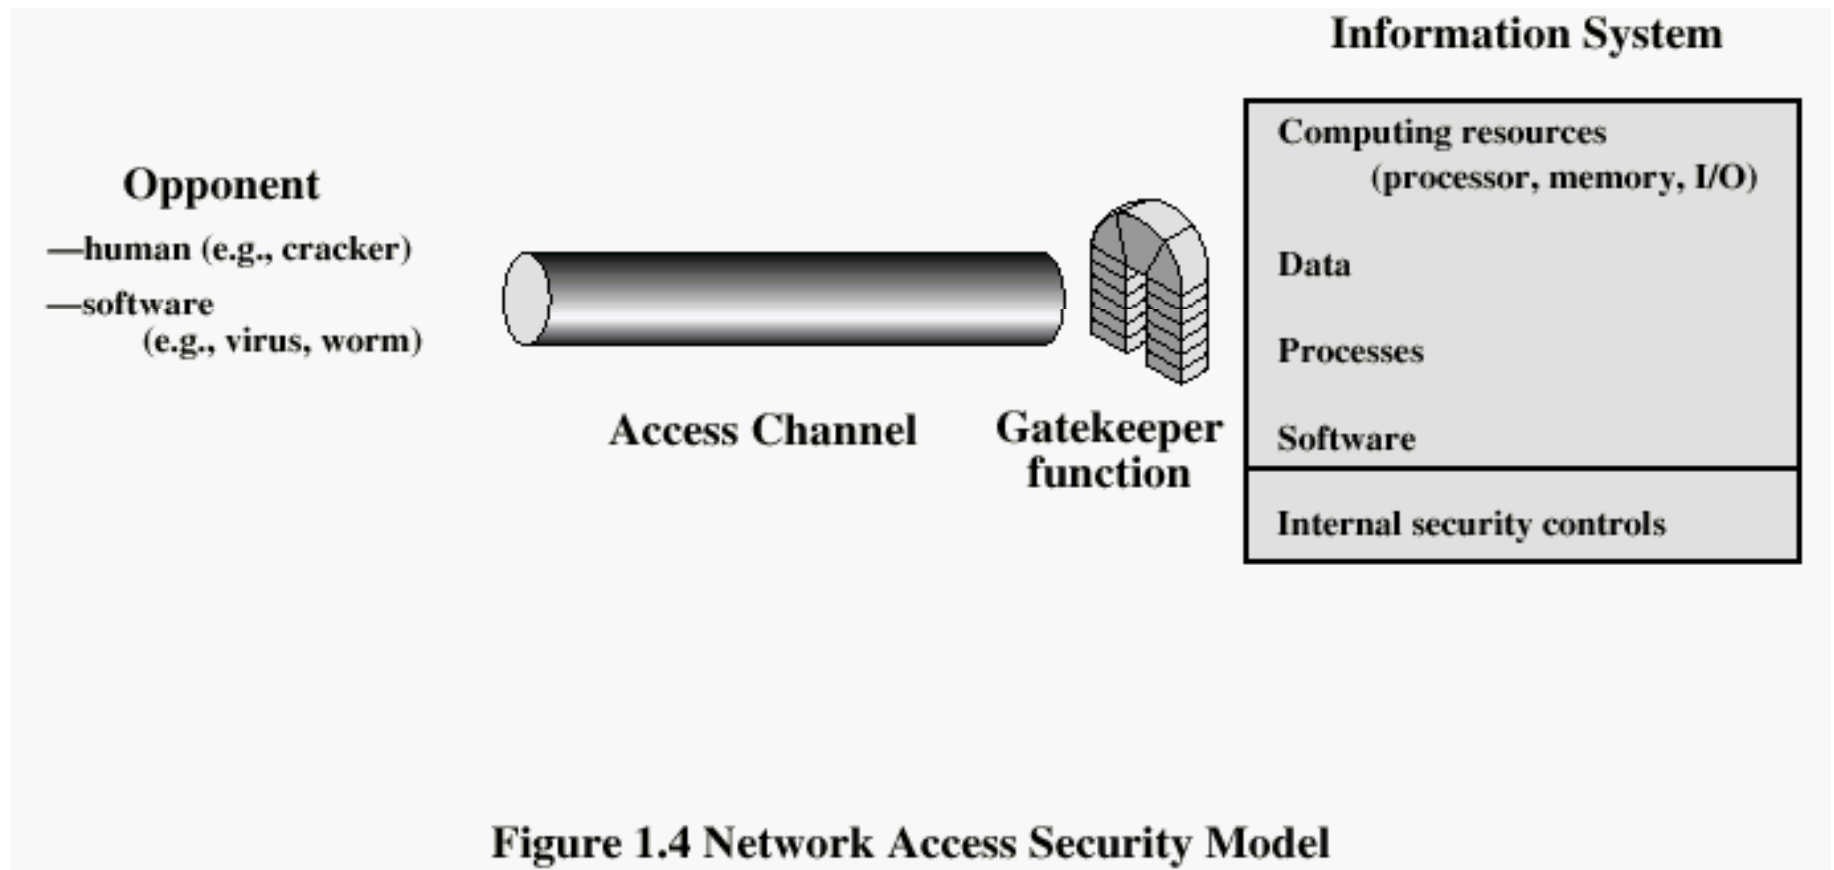 Information System
Opponent
—human (e.g., cracker)
—software
(e.g., virus, worm)
Access Channel
Gatekeeper
function
Computing resources
(processor, memory, I/O)
Data
Processes
Software
Internal security controls
Figure 1.4 Network Access Security Model